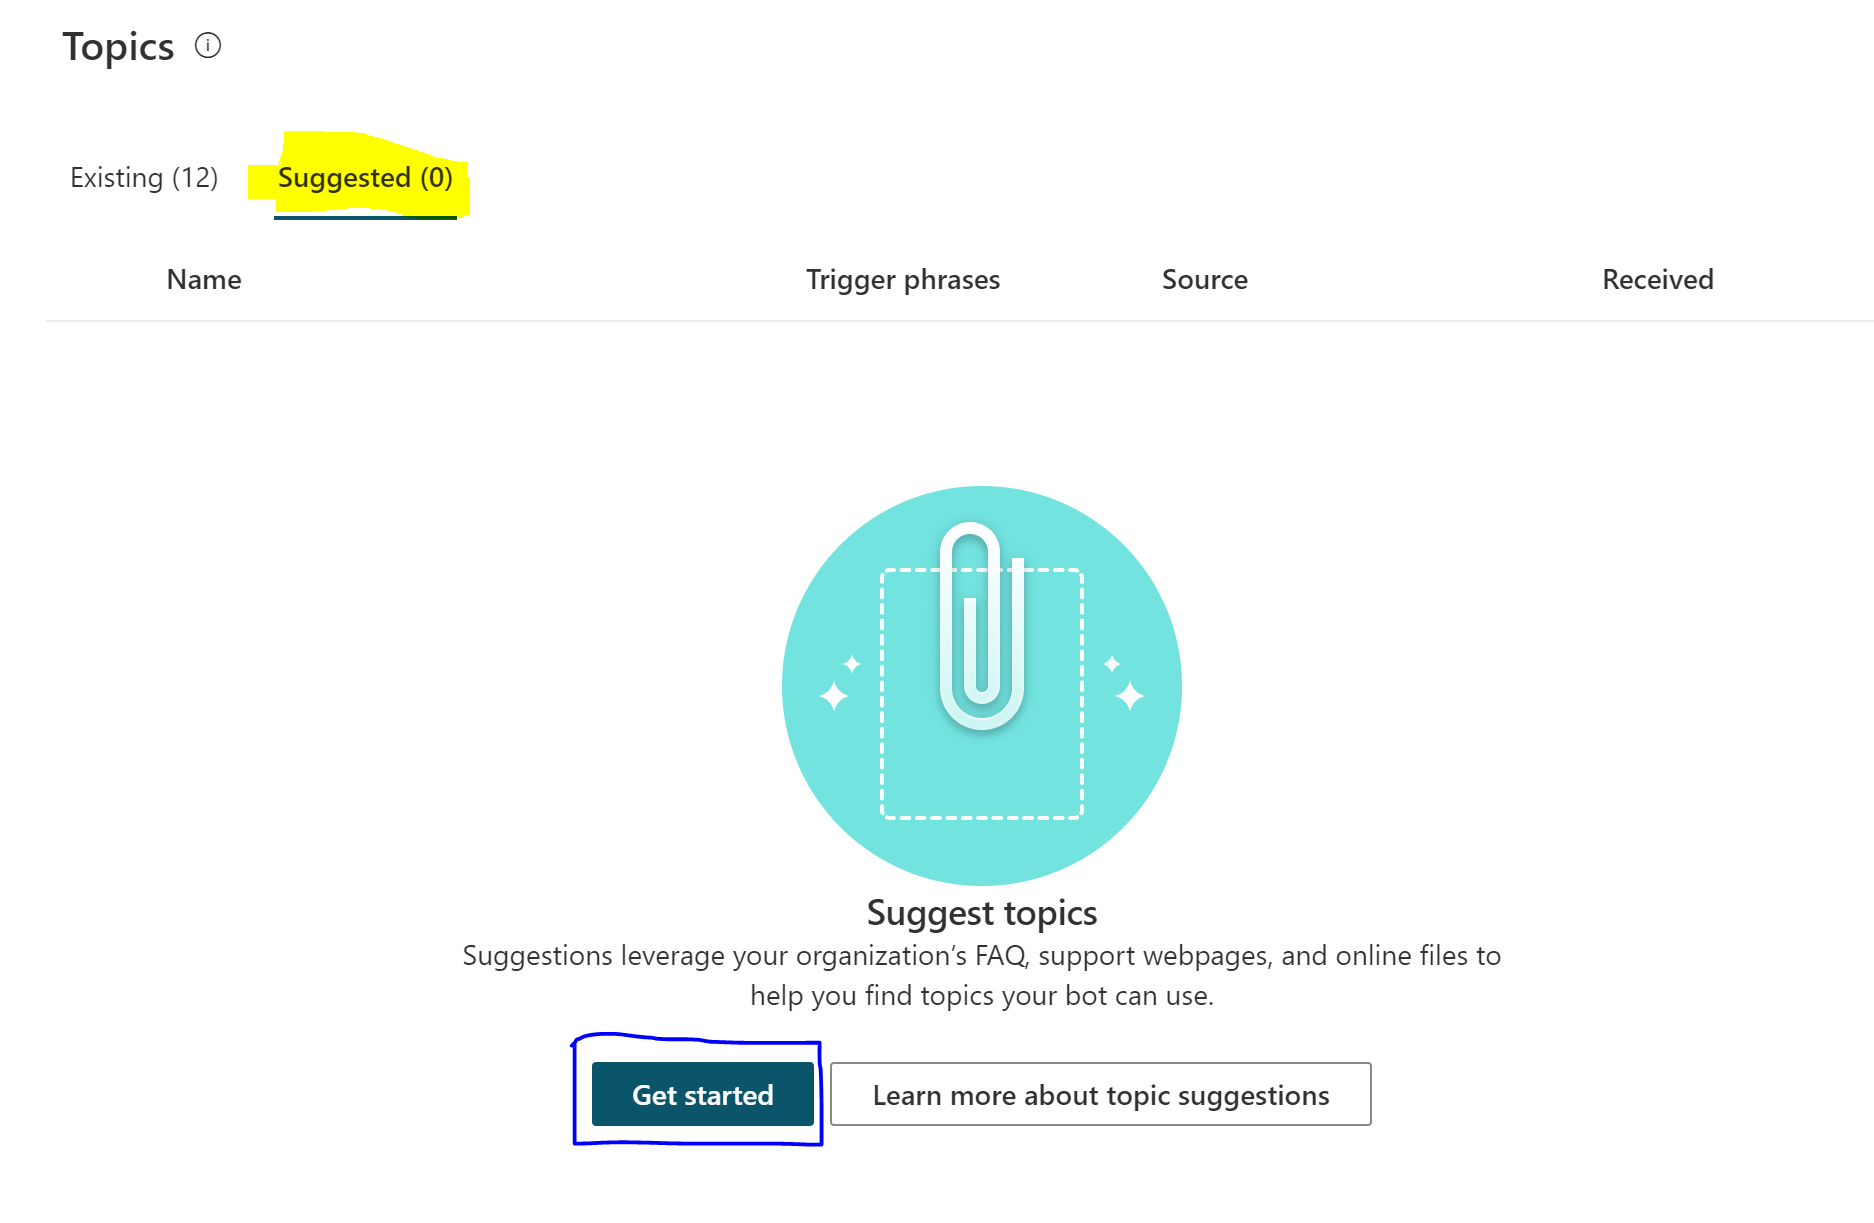 Topics
Existing (12) Suggested (0)
Name Trigger phrases Source Received
Suggest topics
Suggestions leverage your organization's FAQ, support webpages, and online files to
help you find topics your bot can use.
Get started Learn more about topic suggestions